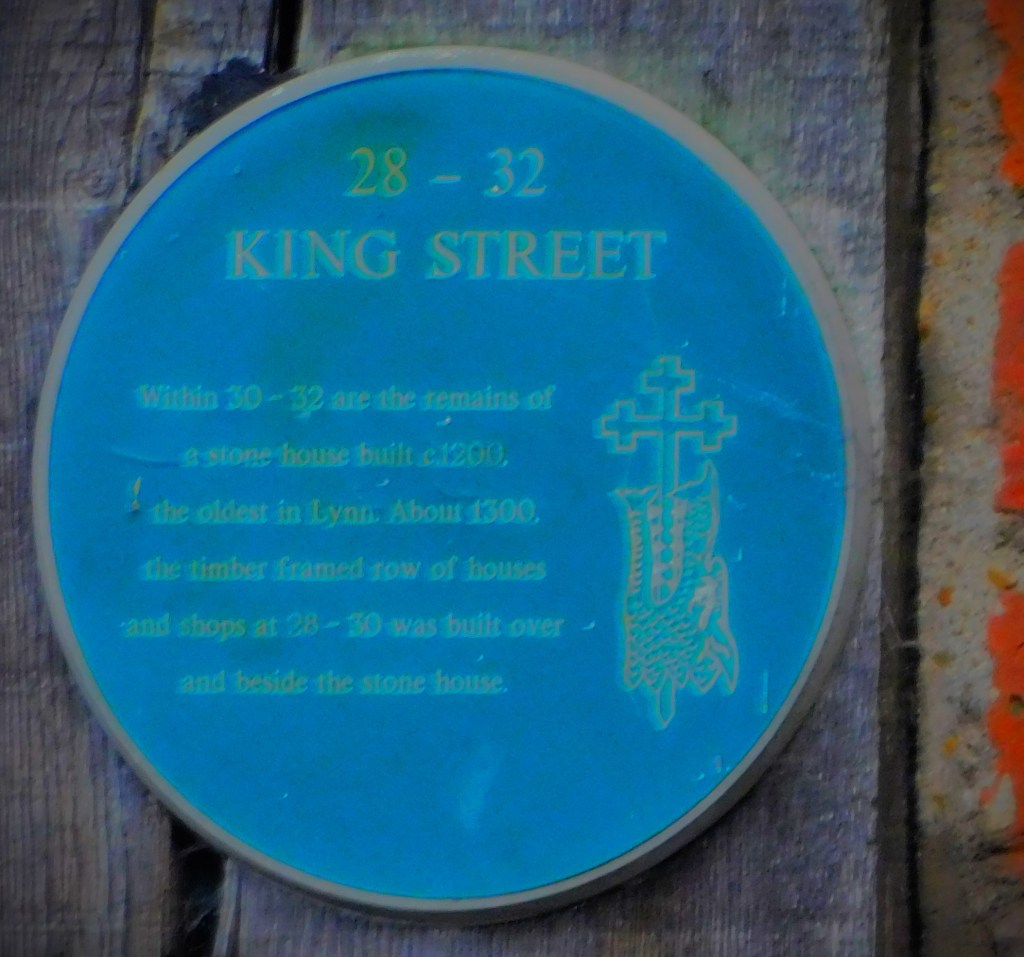 28 – 32
KING STREET
Within 30 – 32 are the remains of
a stone house built c.1200,
the oldest in Lynn. About 1300,
the timber framed row of houses
and shops at 28 – 30 was built over
and beside the stone house.